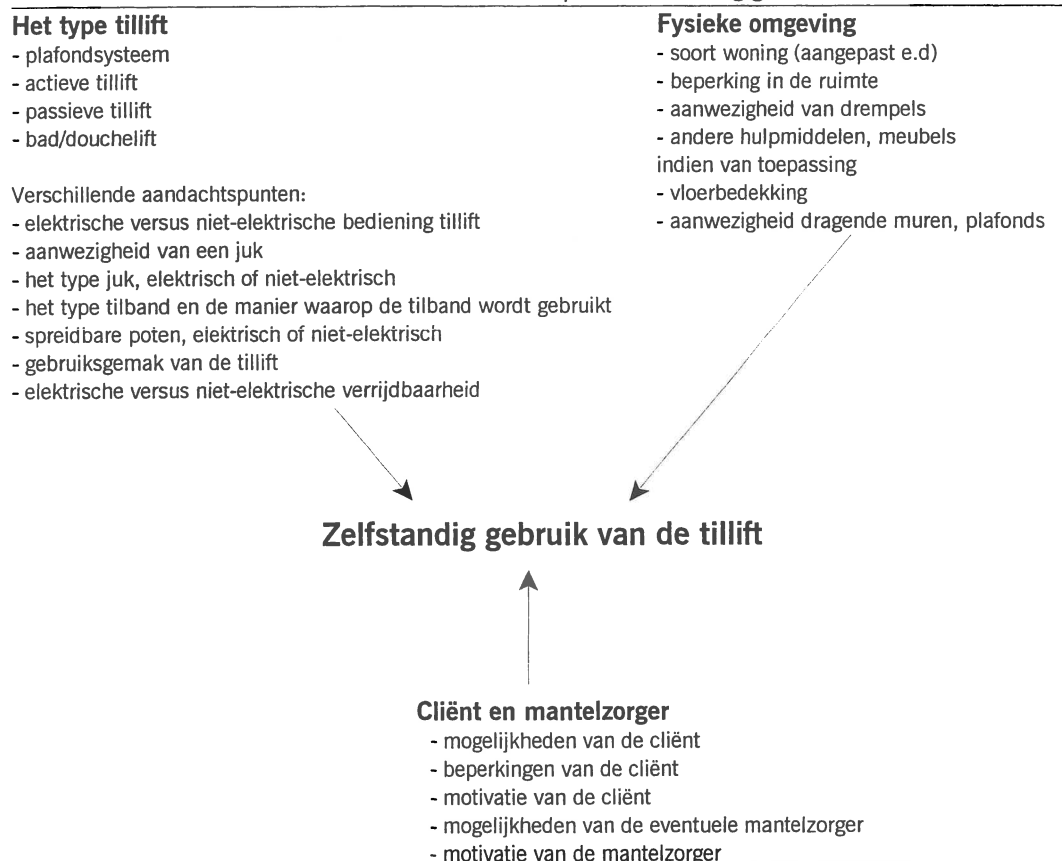 Het type tillift
- plafondsysteem
- actieve tillift
- passieve tillift
- bad/douchelift
Verschillende aandachtspunten:
- elektrische versus niet-elektrische bediening tillift
- aanwezigheid van een juk
- het type juk, elektrisch of niet-elektrisch
- het type tilband en de manier waarop de tilband wordt gebruikt
- spreidbare poten, elektrisch of niet-elektrisch
- gebruiksgemak van de tillift
- elektrische versus niet-elektrische verrijdbaarheid
Fysieke omgeving
- soort woning (aangepast e.d)
- beperking in de ruimte
- aanwezigheid van drempels
- andere hulpmiddelen, meubels
indien van toepassing
- vloerbedekking
- aanwezigheid dragende muren, plafonds
Zelfstandig gebruik van de tillift
Cliënt en mantelzorger
- mogelijkheden van de cliënt
- beperkingen van de cliënt
- motivatie van de cliënt
- mogelijkheden van de eventuele mantelzorger
- motivatie van de mantelzorger